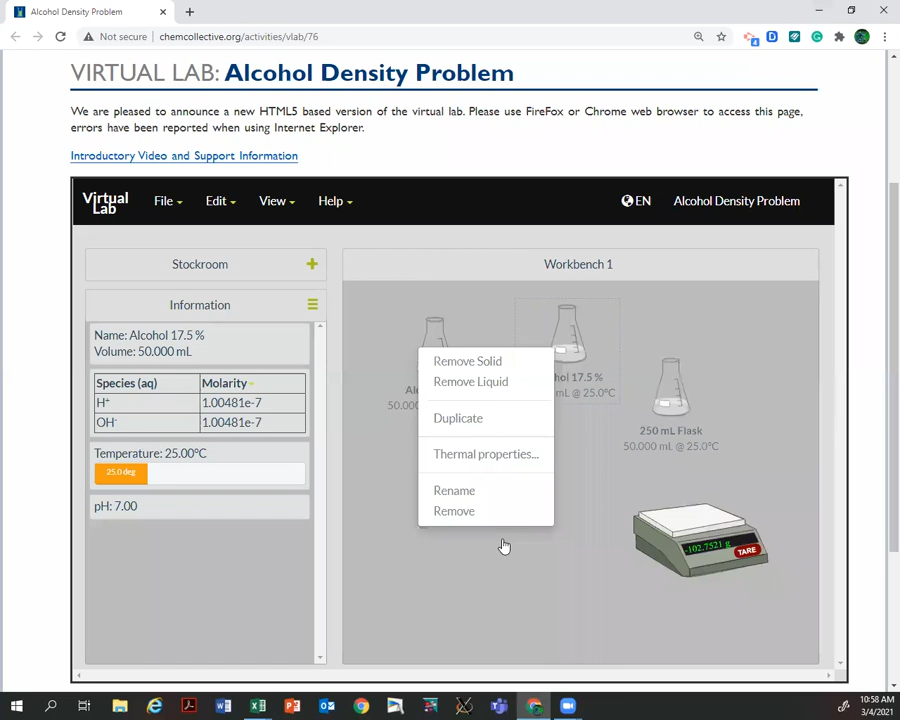 Alcohol Density Problem
Not secure
chemcollective.org/activities/vlab/76
4
D
G
VIRTUAL LAB: Alcohol Density Problem
We are pleased to announce a new HTML5 based version of the virtual lab. Please use FireFox or Chrome web browser to access this page,
errors have been reported when using Internet Explorer.
Introductory Video and Support Information
Virtual
Lab
File
Edit
View
Help
EN
Alcohol Density Problem
Stockroom
Workbench 1
Information
Name: Alcohol 17.5 %
Volume: 50.000 mL
Species (aq)
Molarity
H+
1.00481e-7
OH-
1.00481e-7
Temperature: 25.00°C
25.0 deg
pH: 7.00
Remove Solid
Remove Liquid
Duplicate
Thermal properties...
Rename
Remove
Al
50.00
hol 17.5 %
mL @ 25.0°C
250 mL Flask
50.000 mL @ 25.0°C
-102.7521 g
TARE
10:58 AM
3/4/2021